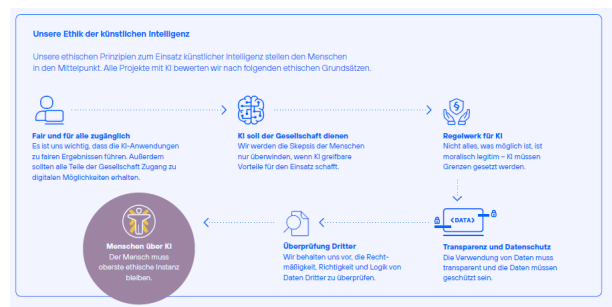 Unsere Ethik der künstlichen Intelligenz
Unsere ethischen Prinzipien zum Einsatz künstlicher Intelligenz stellen den Menschen
in den Mittelpunkt. Alle Projekte mit KI bewerten wir nach folgenden ethischen Grundsätzen.
Fair und für alle zugänglich
Es ist uns wichtig, dass die KI-Anwendungen
zu fairen Ergebnissen führen. Außerdem
sollten alle Teile der Gesellschaft Zugang zu
digitalen Möglichkeiten erhalten.
KI soll der Gesellschaft dienen
Wir werden die Skepsis der Menschen
nur überwinden, wenn KI greifbare
Vorteile für den Einsatz schafft.
§
Regelwerk für KI
Nicht alles, was möglich ist, ist
moralisch legitim – KI müssen
Grenzen gesetzt werden.
<DATA>
Transparenz und Datenschutz
Die Verwendung von Daten muss
transparent und die Daten müssen
geschützt sein.
Überprüfung Dritter
Wir behalten uns vor, die Recht-
mäßigkeit, Richtigkeit und Logik von
Daten Dritter zu überprüfen.
Menschen über KI
Der Mensch muss
oberste ethische Instanz
bleiben.